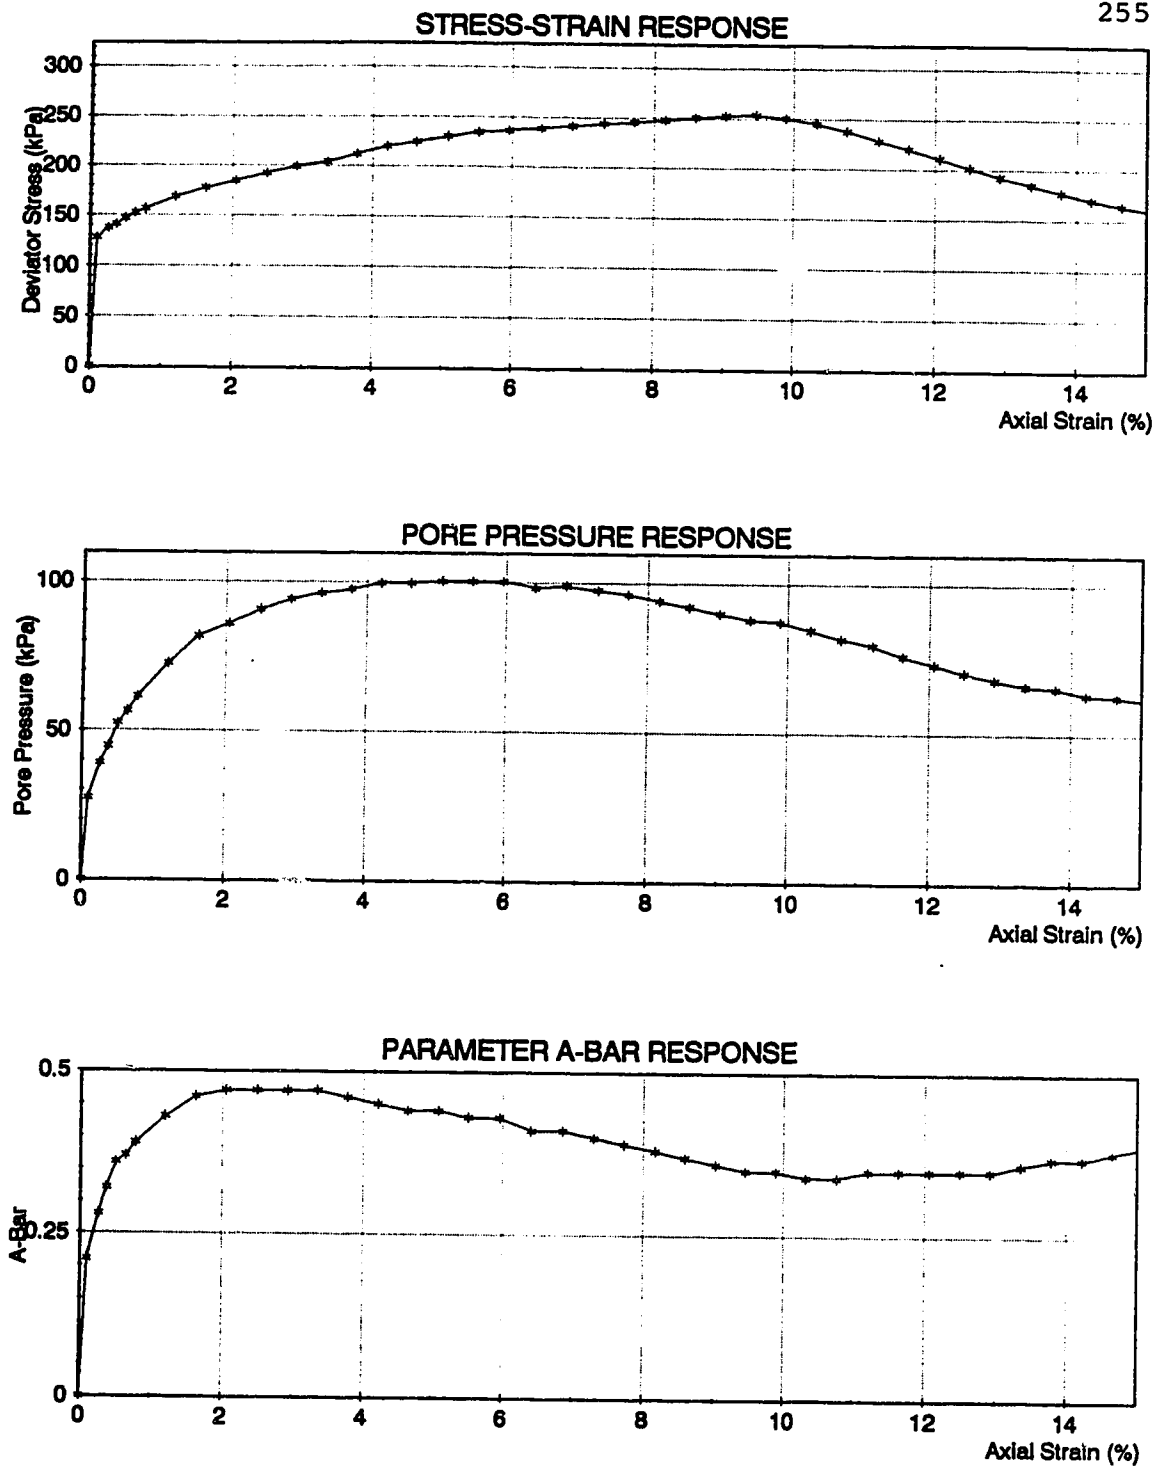 255
STRESS-STRAIN RESPONSE
Deviator Stress (kPa)
300
250
200
150
100
50
0
0 2 4 6 8 10 12 14
Axial Strain (%)
PORE PRESSURE RESPONSE
Pore Pressure (kPa)
100
50
0
0 2 4 6 8 10 12 14
Axial Strain (%)
PARAMETER A-BAR RESPONSE
A-Bar
0.5
0.25
0
0 2 4 6 8 10 12 14
Axial Strain (%)